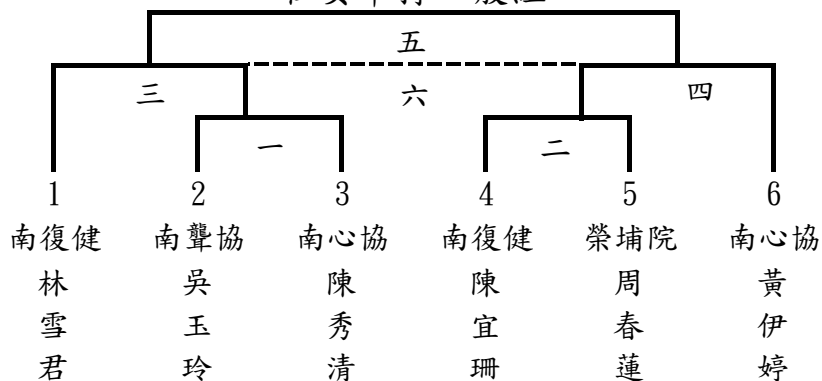 五
三 六 四
一 二
1 2 3 4 5 6
南復健 南聾協 南心協 南復健 榮埔院 南心協
林 吳 陳 陳 周 黃
雪 玉 秀 宜 春 伊
君 玲 清 珊 蓮 婷